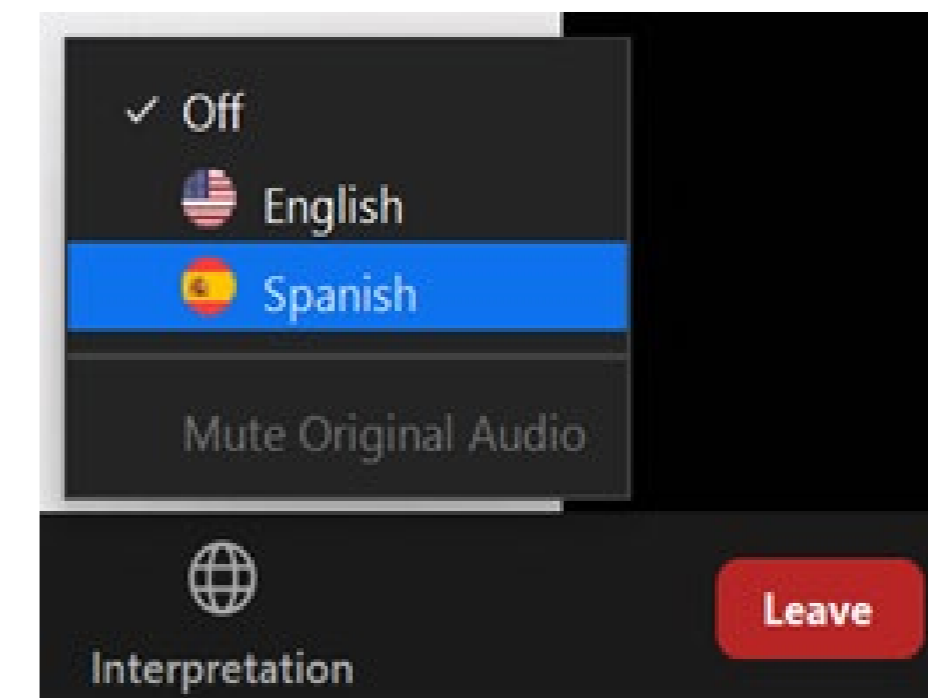 Off
English
Spanish
Mute Original Audio
Leave
Interpretation